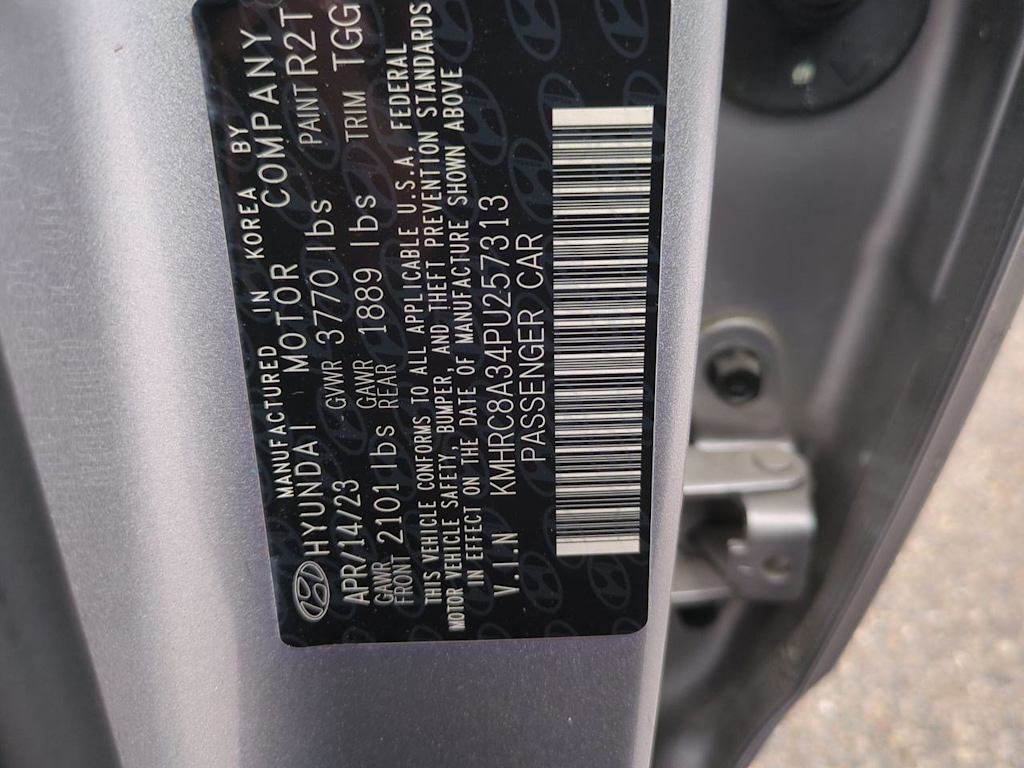 MANUFACTURED IN KOREA BY
HYUNDAI MOTOR COMPANY
APR/14/23 GVWR 3770 lbs PAINT R2T
GAWR FRONT 2101 lbs GAWR REAR 1889 lbs TRIM TGG
THIS VEHICLE CONFORMS TO ALL APPLICABLE U.S.A. FEDERAL
MOTOR VEHICLE SAFETY, BUMPER, AND THEFT PREVENTION STANDARDS
IN EFFECT ON THE DATE OF MANUFACTURE SHOWN ABOVE
V.I.N KMHRC8A34PU257313
PASSENGER CAR